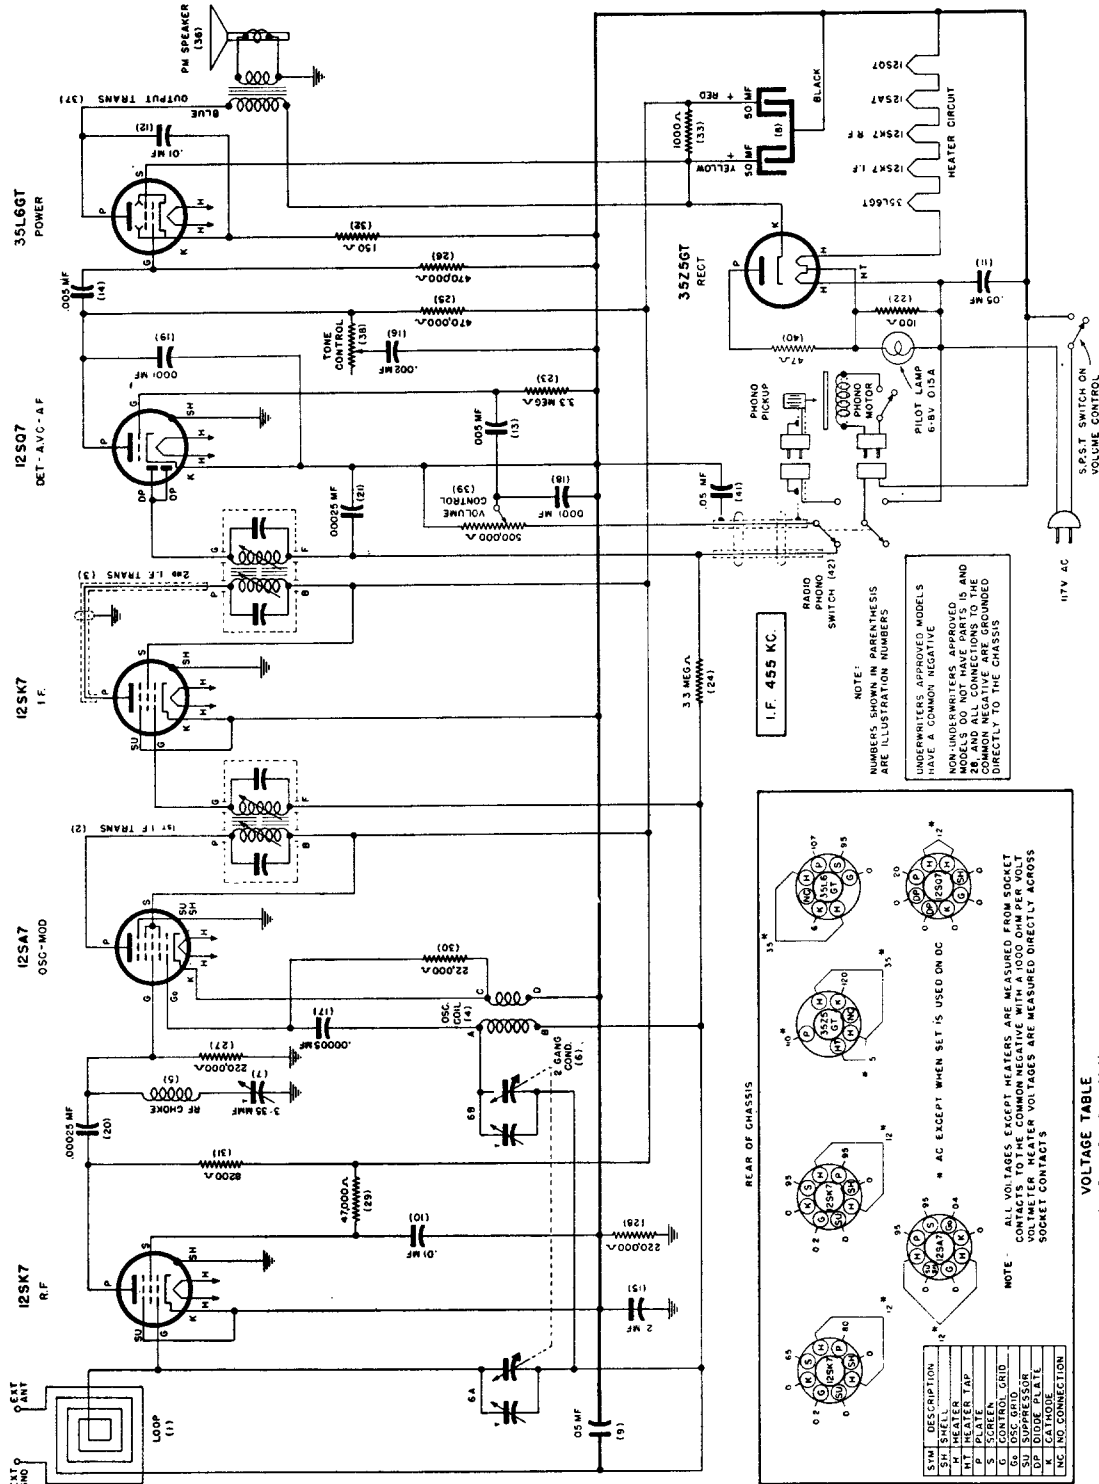 EXT GND
EXT ANT
LOOP (1)
12SK7
R.F.
12SA7
OSC-MOD
12SK7
I.F.
12SQ7
DET-A.V.C-A.F
35L6GT
POWER
PM SPEAKER (36)
OUTPUT TRANS (37)
BLUE
.01 MF (12)
.005 MF (14)
150Ω (32)
470,000Ω (26)
470,000Ω (25)
TONE CONTROL (38)
.002 MF (16)
.0001 MF (19)
3.3 MEGΩ (23)
.005 MF (13)
VOLUME CONTROL (39)
500,000Ω
.0001 MF (18)
.00025 MF (21)
2ND I.F. TRANS (3)
1ST I.F. TRANS (2)
3.3 MEGΩ (24)
22,000Ω (30)
OSC. COIL (4)
.00005 MF (17)
220,000Ω (27)
RF CHOKE (5)
3-35 MMF (7)
.00025 MF (20)
8200Ω (31)
47,000Ω (29)
.01 MF (10)
220,000Ω (28)
.2 MF (15)
2 GANG COND. (6)
6A
6B
.05 MF (9)
1000Ω (33)
RED
YELLOW
50 MF
50 MF
(8)
BLACK
35Z5GT
RECT
HEATER CIRCUIT
35L6GT
12SK7 I.F
12SK7 R.F
12SA7
12SQ7
47Ω (40)
100Ω (22)
.05 MF (11)
PILOT LAMP
6-8V 0.15A
PHONO PICKUP
PHONO MOTOR
.05 MF (41)
RADIO PHONO SWITCH (42)
S.P.S.T SWITCH ON VOLUME CONTROL
117V AC
I.F. 455 KC.
NOTE:
NUMBERS SHOWN IN PARENTHESIS
ARE ILLUSTRATION NUMBERS
UNDERWRITERS APPROVED MODELS
HAVE A COMMON NEGATIVE
NON-UNDERWRITERS APPROVED
MODELS DO NOT HAVE PARTS 15 AND
28, AND ALL CONNECTIONS TO THE
COMMON NEGATIVE ARE GROUNDED
DIRECTLY TO THE CHASSIS
REAR OF CHASSIS
12SK7
12SK7
35Z5 GT
35L6 GT
12SA7
12SQ7
* AC EXCEPT WHEN SET IS USED ON DC
NOTE - ALL VOLTAGES EXCEPT HEATERS ARE MEASURED FROM SOCKET
CONTACTS TO THE COMMON NEGATIVE WITH A 1000 OHM PER VOLT
VOLTMETER HEATER VOLTAGES ARE MEASURED DIRECTLY ACROSS
SOCKET CONTACTS
SYM DESCRIPTION
SH SHELL
H HEATER
HT HEATER TAP
P PLATE
S SCREEN
G CONTROL GRID
Go OSC. GRID
SU SUPPRESSOR
DP DIODE PLATE
K CATHODE
NC NO CONNECTION
VOLTAGE TABLE